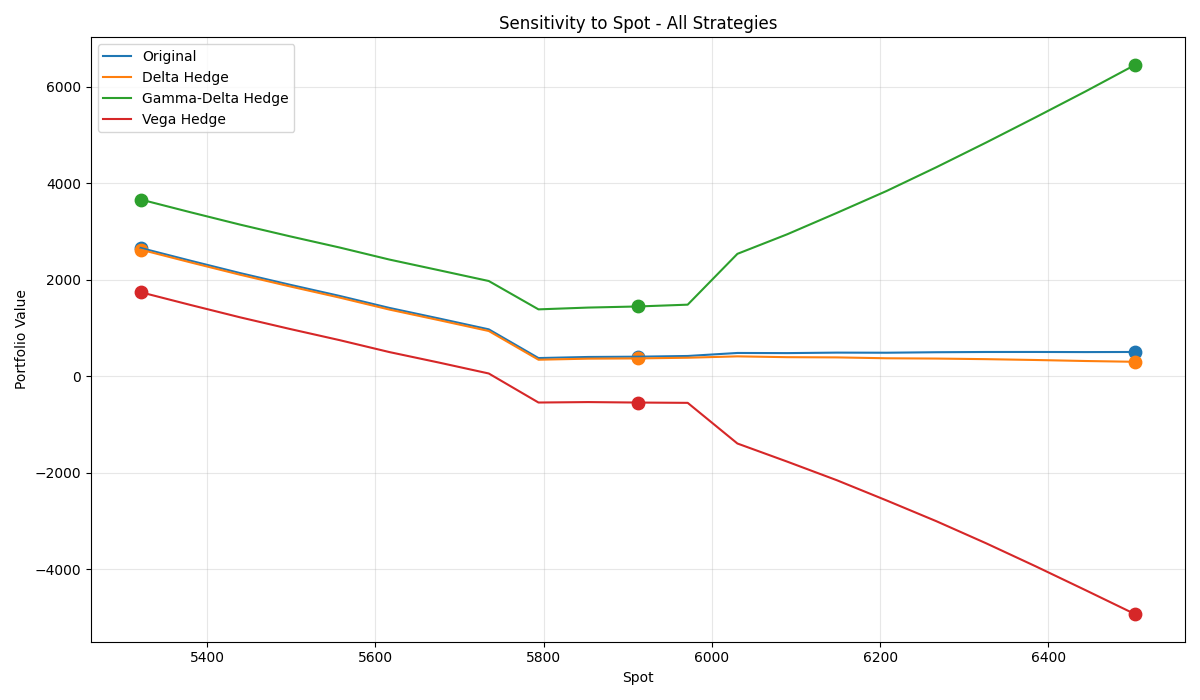 Sensitivity to Spot - All Strategies
Original
Delta Hedge
Gamma-Delta Hedge
Vega Hedge
Portfolio Value
6000
4000
2000
0
−2000
−4000
5400 5600 5800 6000 6200 6400
Spot